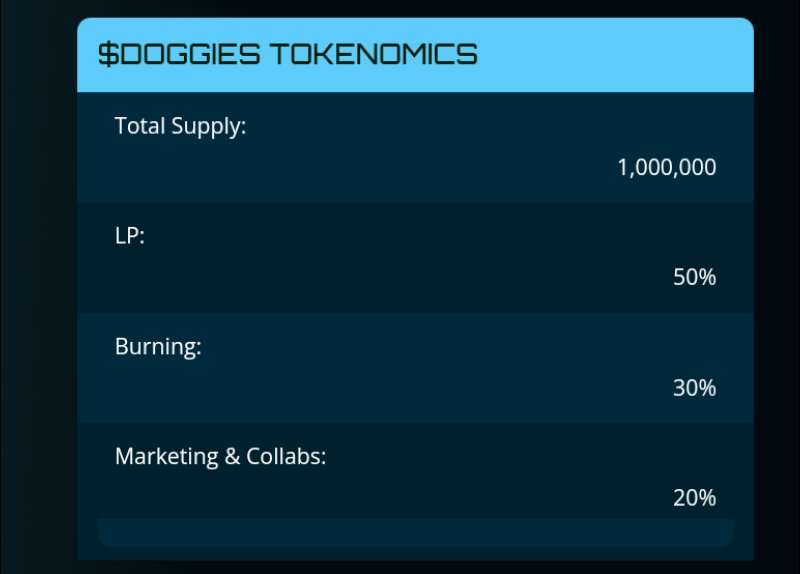 $DOGGIES TOKENOMICS
Total Supply:
1,000,000
LP:
50%
Burning:
30%
Marketing & Collabs:
20%